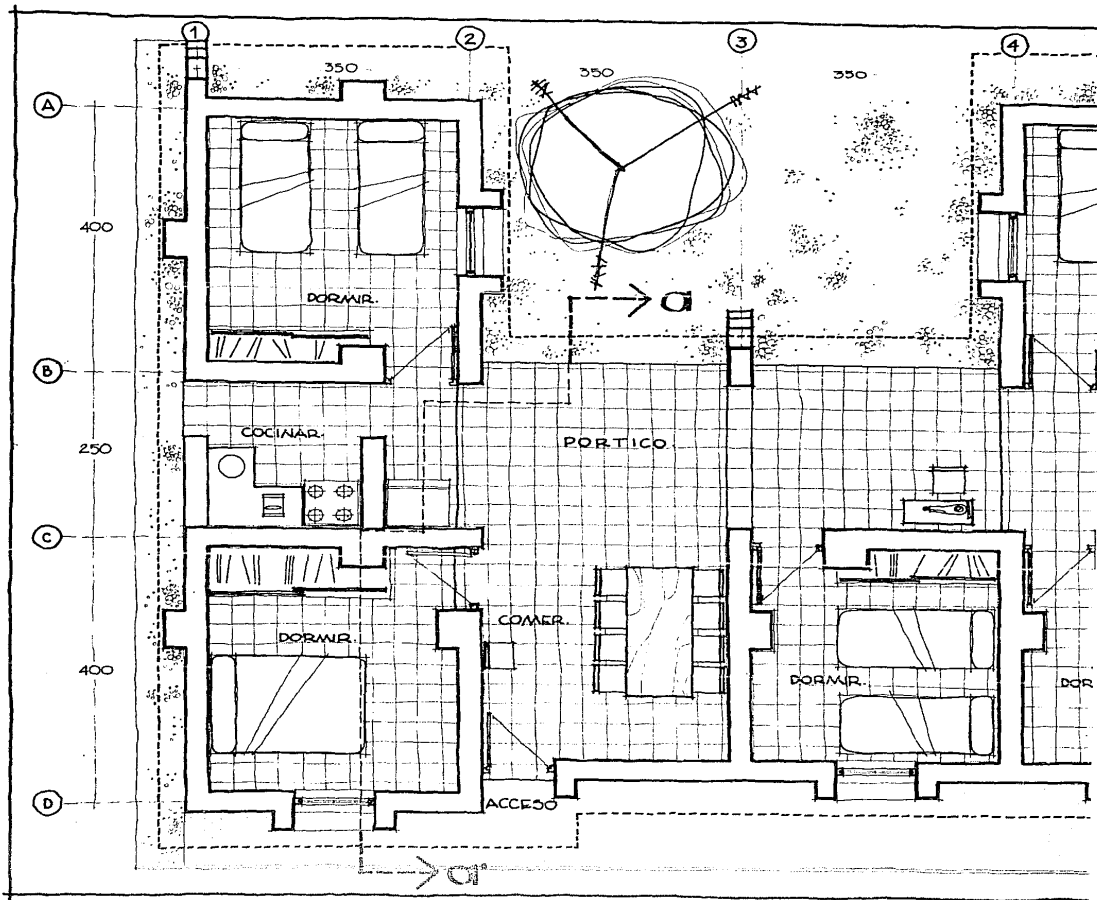 1
2
3
4
350
350
350
A
400
DORMIR.
a
B
COCINAR.
PORTICO.
250
C
DORMIR.
COMER.
DORMIR.
DOR
400
D
ACCESO
a'